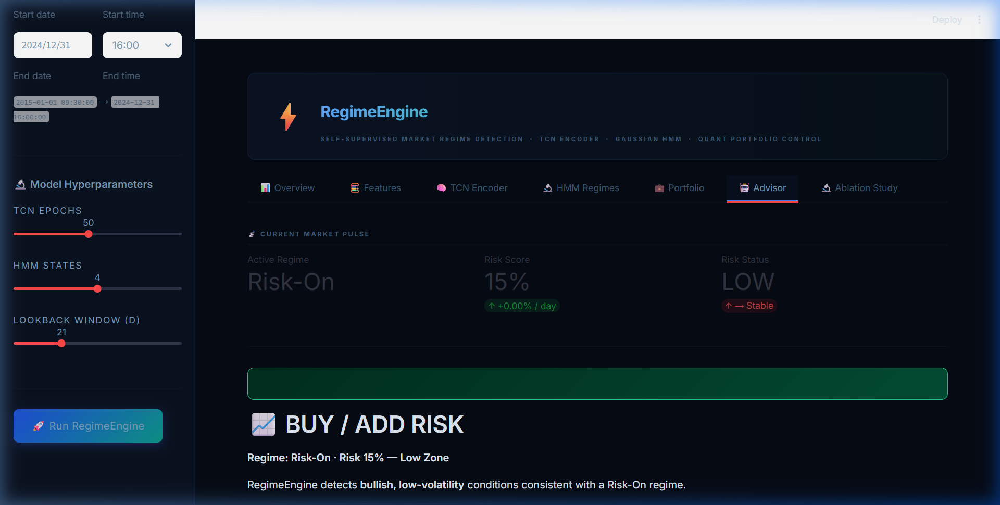 Start date Start time
2024/12/31 16:00
End date End time
2015-01-01 09:30:00 → 2024-12-31
16:00:00
Model Hyperparameters
TCN EPOCHS
50
HMM STATES
4
LOOKBACK WINDOW (D)
21
Run RegimeEngine
Deploy
RegimeEngine
SELF-SUPERVISED MARKET REGIME DETECTION · TCN ENCODER · GAUSSIAN HMM · QUANT PORTFOLIO CONTROL
Overview Features TCN Encoder HMM Regimes Portfolio Advisor Ablation Study
CURRENT MARKET PULSE
Active Regime Risk Score Risk Status
Risk-On 15% LOW
↑ +0.00% / day ↑ → Stable
BUY / ADD RISK
Regime: Risk-On · Risk 15% — Low Zone
RegimeEngine detects bullish, low-volatility conditions consistent with a Risk-On regime.